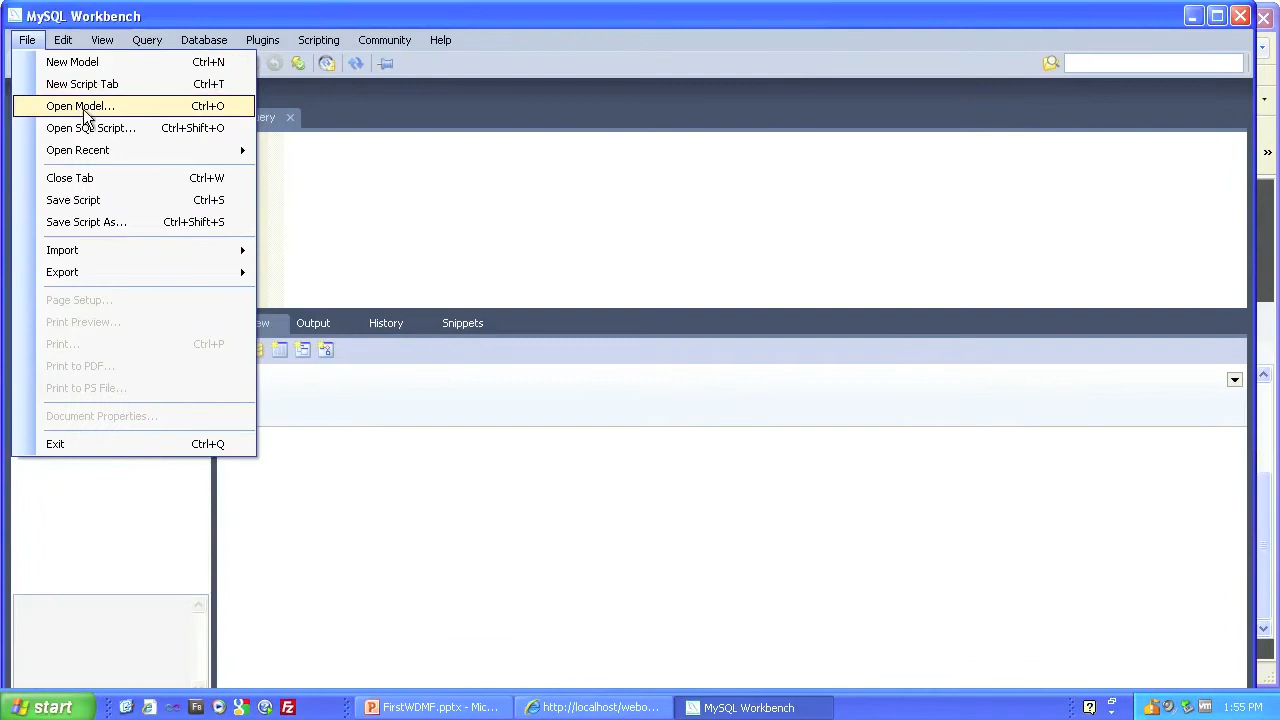 MySQL Workbench
File Edit View Query Database Plugins Scripting Community Help
New Model Ctrl+N
New Script Tab Ctrl+T
Open Model... Ctrl+O
Open SQL Script... Ctrl+Shift+O
Open Recent
Close Tab Ctrl+W
Save Script Ctrl+S
Save Script As... Ctrl+Shift+S
Import
Export
Page Setup...
Print Preview...
Print... Ctrl+P
Print to PDF...
Print to PS File...
Document Properties...
Exit Ctrl+Q
Output History Snippets
start FirstWDMF.pptx - Mic... http://localhost/webo... MySQL Workbench 1:55 PM